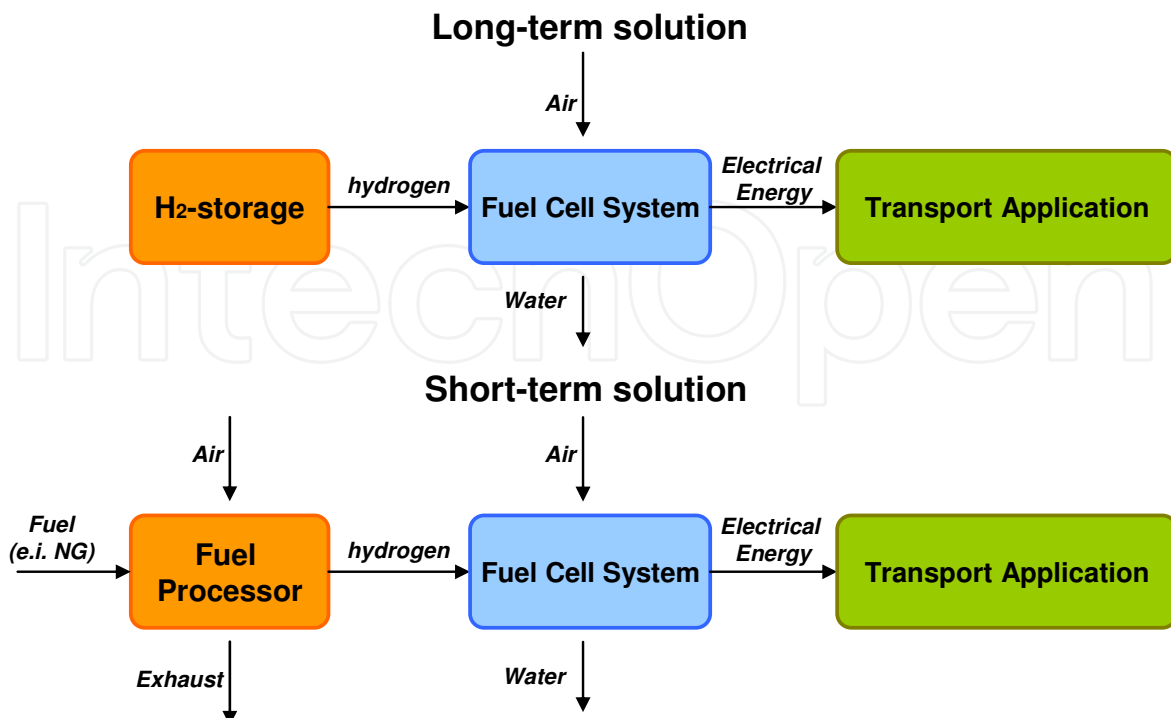 Long-term solution
Air
H2-storage
hydrogen
Fuel Cell System
Electrical
Energy
Transport Application
Water
IntechOpen
Short-term solution
Air
Air
Fuel
(e.i. NG)
Fuel
Processor
hydrogen
Fuel Cell System
Electrical
Energy
Transport Application
Exhaust
Water